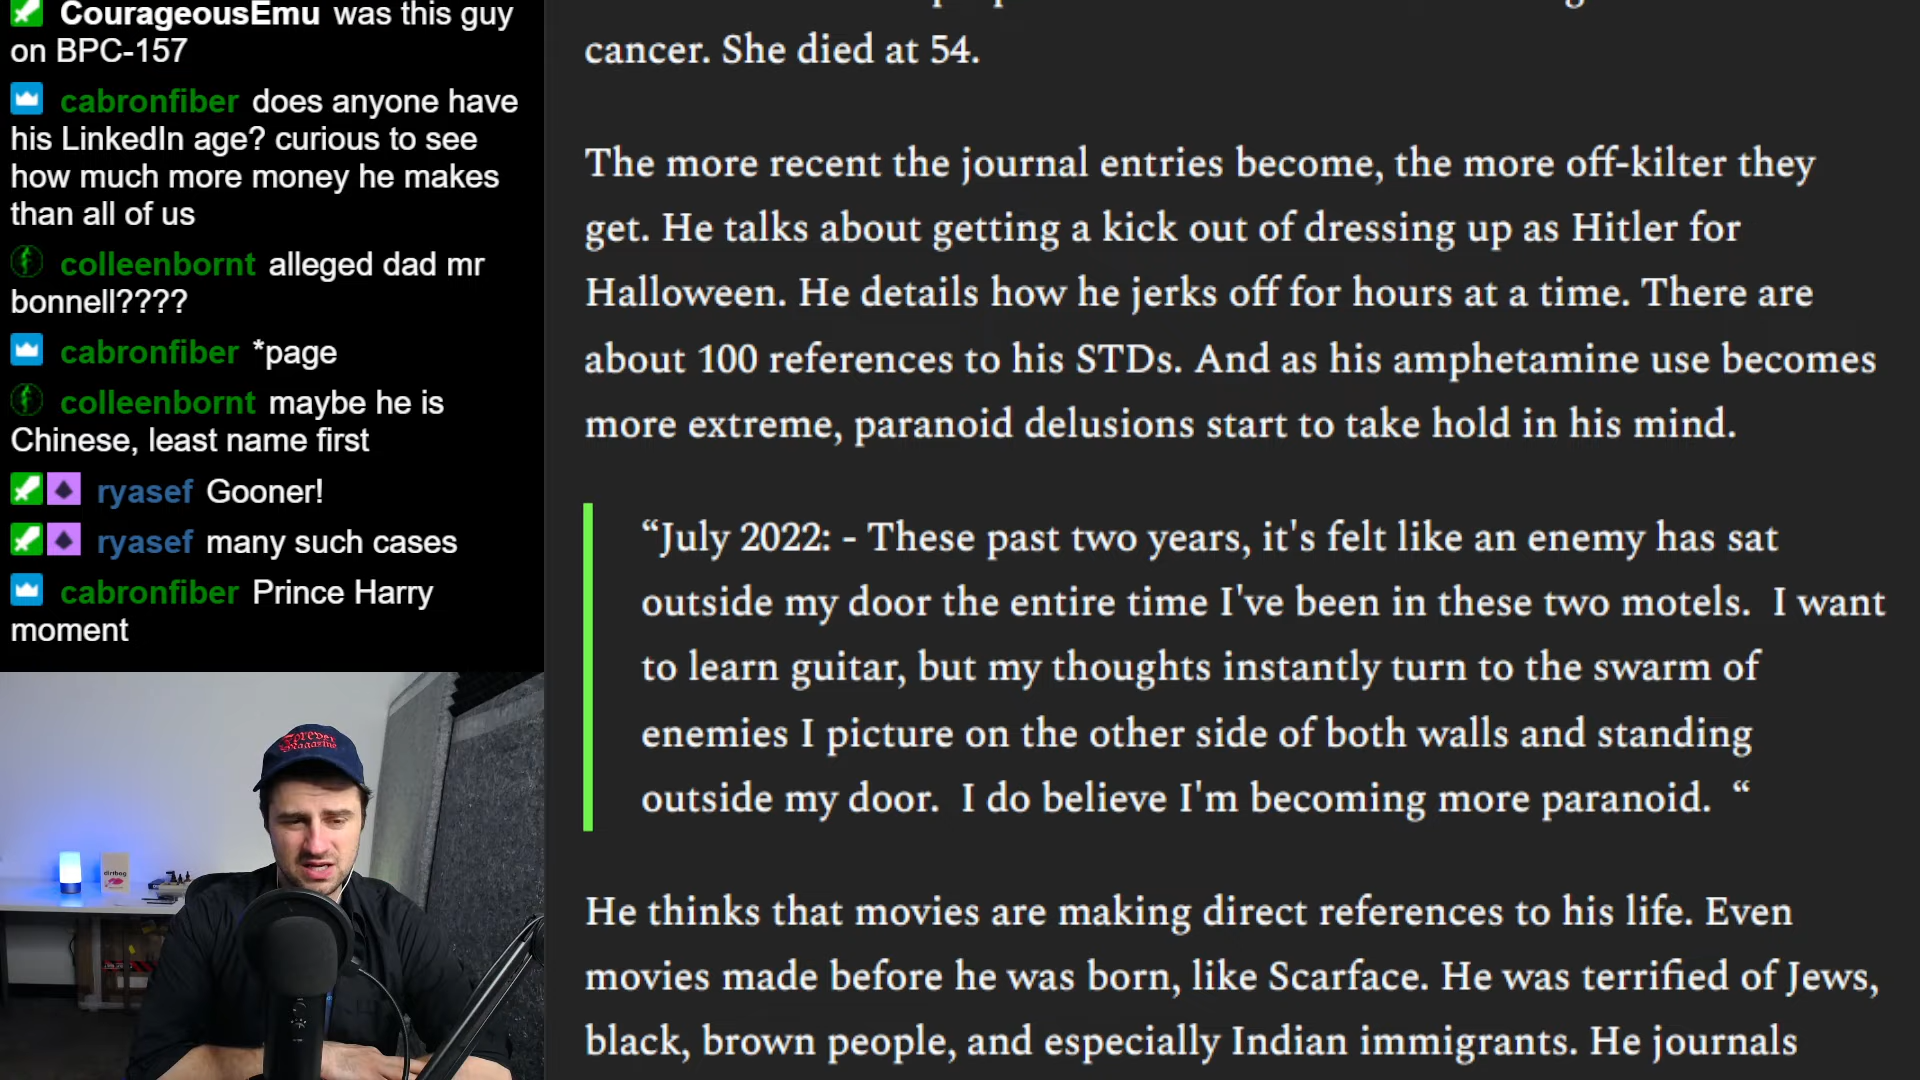 CourageousEmu was this guy
on BPC-157
cabronfiber does anyone have
his LinkedIn age? curious to see
how much more money he makes
than all of us
colleenbornt alleged dad mr
bonnell????
cabronfiber *page
colleenbornt maybe he is
Chinese, least name first
ryasef Gooner!
ryasef many such cases
cabronfiber Prince Harry
moment
Forever
Magazine
dirtbag
cancer. She died at 54.
The more recent the journal entries become, the more off-kilter they
get. He talks about getting a kick out of dressing up as Hitler for
Halloween. He details how he jerks off for hours at a time. There are
about 100 references to his STDs. And as his amphetamine use becomes
more extreme, paranoid delusions start to take hold in his mind.
“July 2022: - These past two years, it's felt like an enemy has sat
outside my door the entire time I've been in these two motels.  I want
to learn guitar, but my thoughts instantly turn to the swarm of
enemies I picture on the other side of both walls and standing
outside my door.  I do believe I'm becoming more paranoid.  “
He thinks that movies are making direct references to his life. Even
movies made before he was born, like Scarface. He was terrified of Jews,
black, brown people, and especially Indian immigrants. He journals